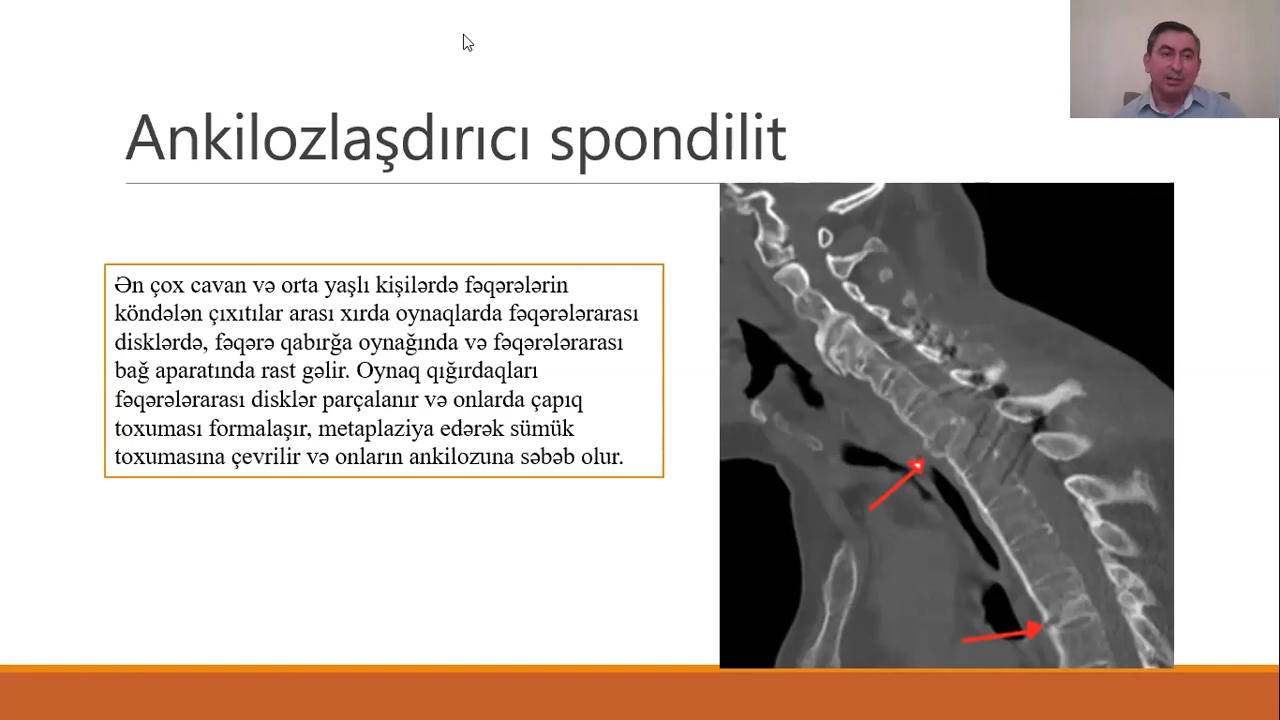 Ankilozlaşdırıcı spondilit
Ən çox cavan və orta yaşlı kişilərdə fəqərələrin
köndələn çıxıtılar arası xırda oynaqlarda fəqərələrarası
disklərdə, fəqərə qabırğa oynağında və fəqərələrarası
bağ aparatında rast gəlir. Oynaq qığırdaqları
fəqərələrarası disklər parçalanır və onlarda çapıq
toxuması formalaşır, metaplaziya edərək sümük
toxumasına çevrilir və onların ankilozuna səbəb olur.